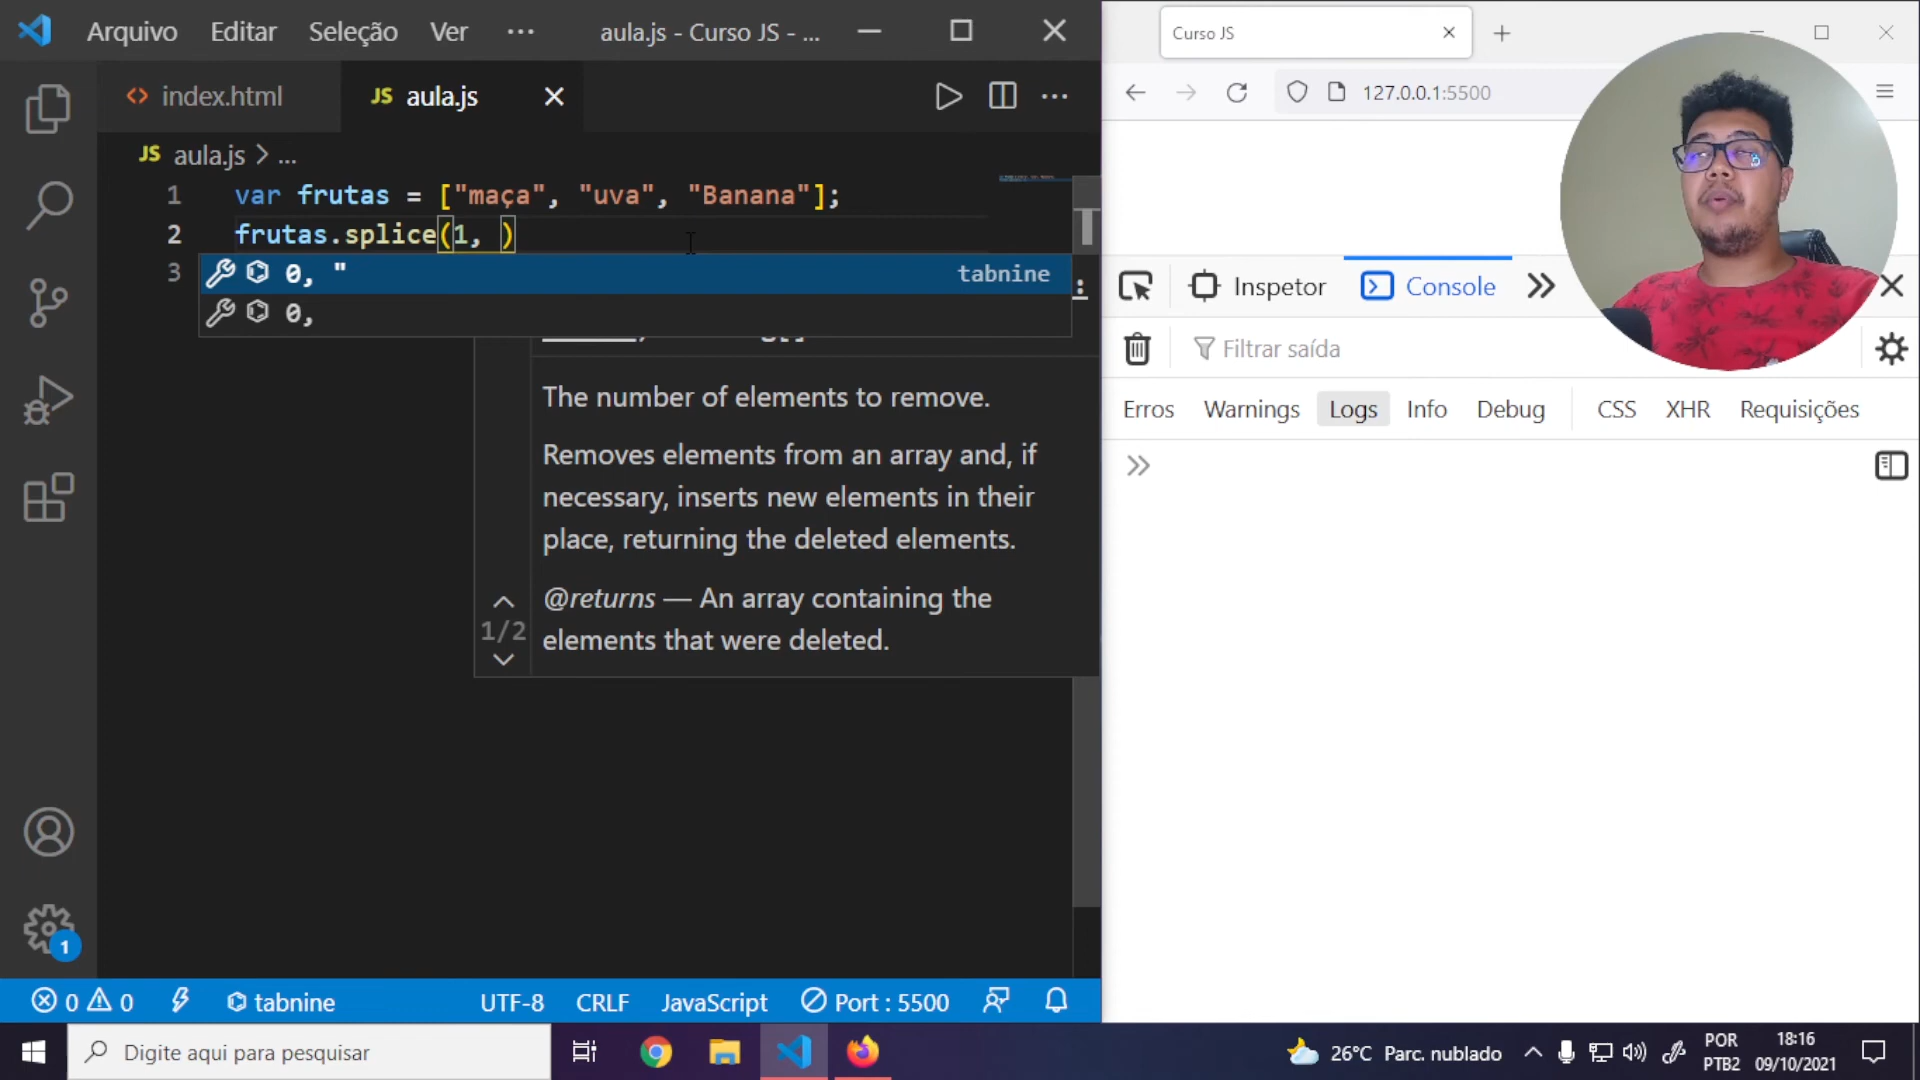 Arquivo Editar Seleção Ver ··· aula.js - Curso JS - ...
index.html JS aula.js
JS aula.js > ...
1 var frutas = ["maça", "uva", "Banana"];
2 frutas.splice(1, )
3
0, " tabnine
0,
The number of elements to remove.
Removes elements from an array and, if
necessary, inserts new elements in their
place, returning the deleted elements.
@returns — An array containing the
elements that were deleted.
1/2
1
0 0 tabnine UTF-8 CRLF JavaScript Port : 5500
Curso JS
127.0.0.1:5500
Inspetor Console
Filtrar saída
Erros Warnings Logs Info Debug CSS XHR Requisições
Digite aqui para pesquisar
26°C Parc. nublado
POR
PTB2
18:16
09/10/2021